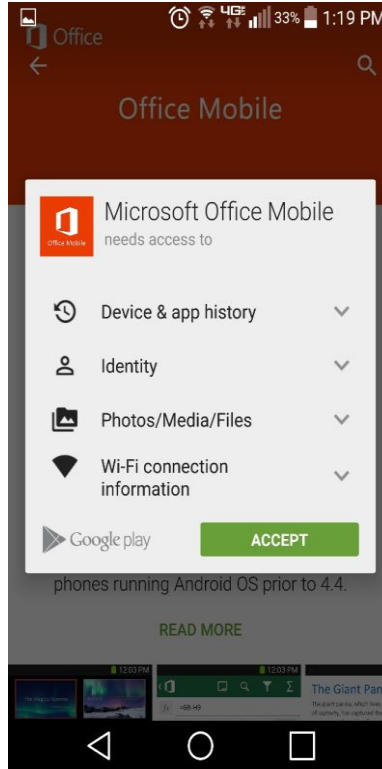 4G LTE 33% 1:19 PM
Office
Office Mobile
Microsoft Office Mobile
Office Mobile
needs access to
Device & app history
Identity
Photos/Media/Files
Wi-Fi connection
information
Google play
ACCEPT
phones running Android OS prior to 4.4.
READ MORE
12:03 PM
12:03 PM
The Giant Pan